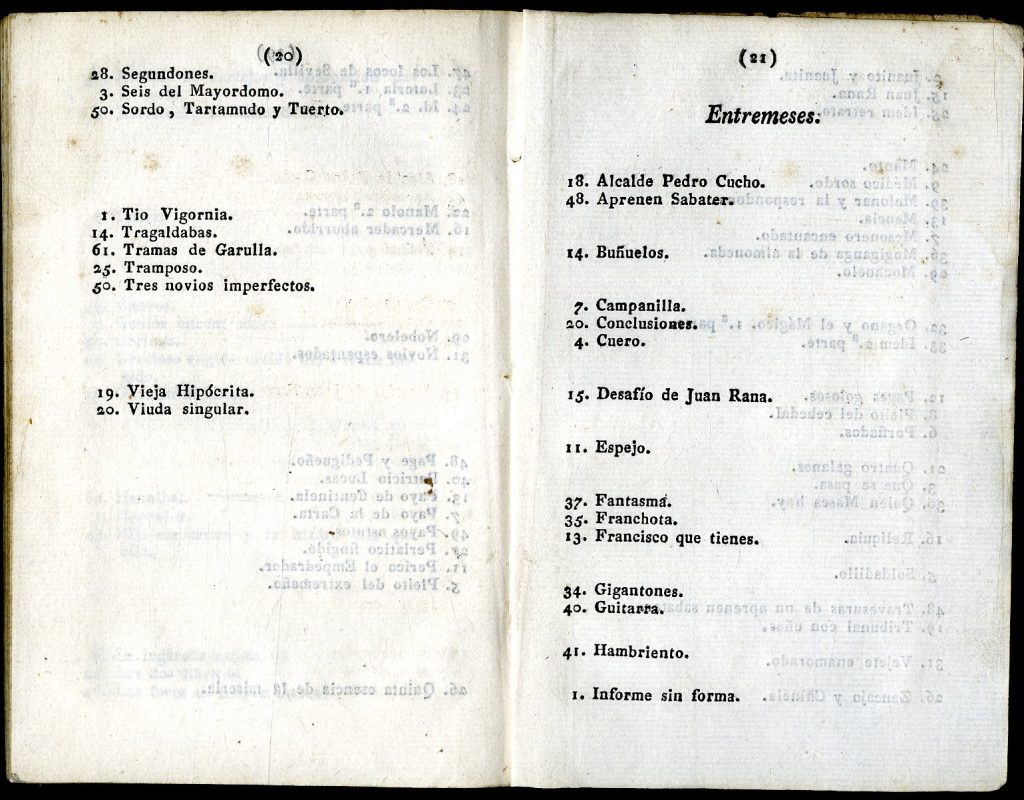 (20)
28. Segundones.
3. Seis del Mayordomo.
50. Sordo, Tartamndo y Tuerto.
1. Tio Vigornia.
14. Tragaldabas.
61. Tramas de Garulla.
25. Tramposo.
50. Tres novios imperfectos.
19. Vieja Hipócrita.
20. Viuda singular.
(21)
Entremeses.
18. Alcalde Pedro Cucho.
48. Aprenen Sabater.
14. Buñuelos.
7. Campanilla.
20. Conclusiones.
4. Cuero.
15. Desafío de Juan Rana.
11. Espejo.
37. Fantasma.
35. Franchota.
13. Francisco que tienes.
34. Gigantones.
40. Guitarra.
41. Hambriento.
1. Informe sin forma.